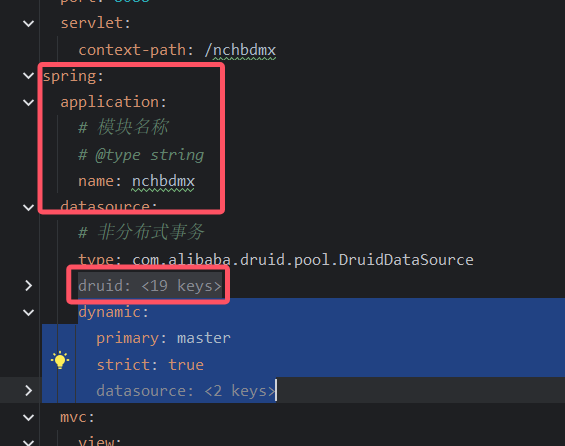 servlet:
context-path: /nchbdmx
spring:
application:
# 模块名称
# @type string
name: nchbdmx
datasource:
# 非分布式事务
type: com.alibaba.druid.pool.DruidDataSource
druid: <19 keys>
dynamic:
primary: master
strict: true
datasource: <2 keys>
mvc:
view: